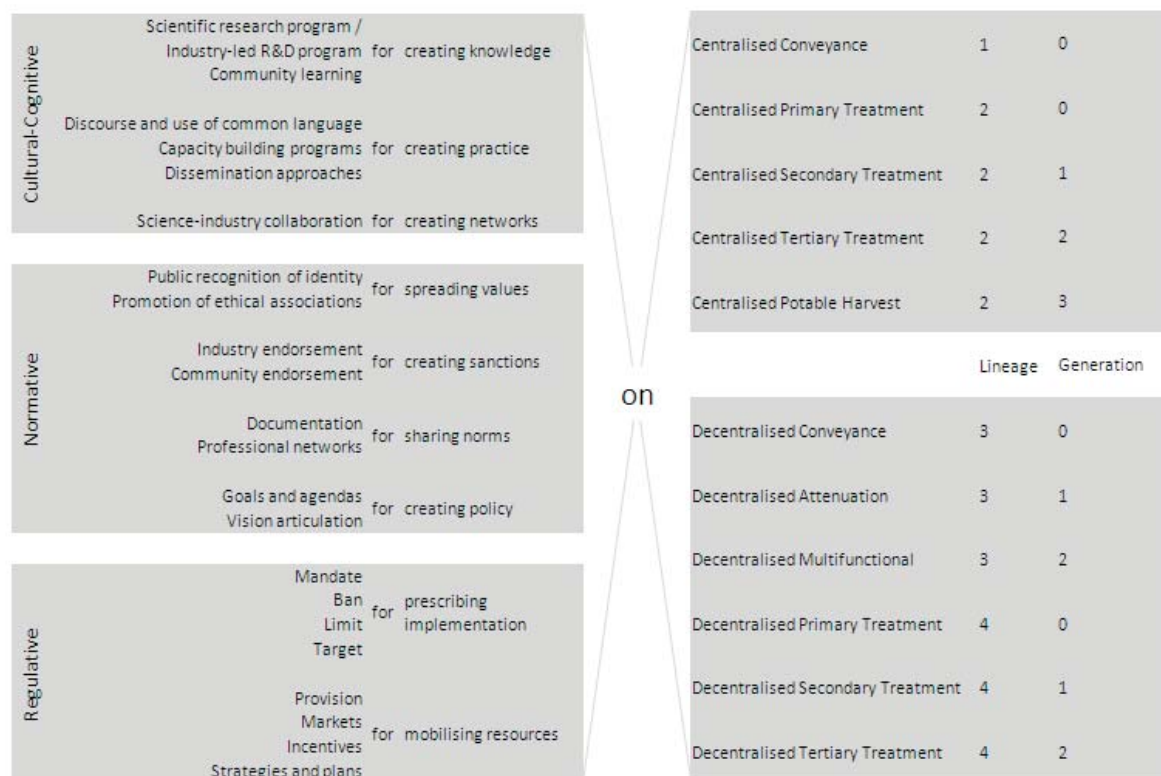 Cultural-Cognitive
Scientific research program /
Industry-led R&D program for creating knowledge
Community learning
Discourse and use of common language
Capacity building programs for creating practice
Dissemination approaches
Science-industry collaboration for creating networks
Normative
Public recognition of identity
Promotion of ethical associations
for spreading values
Industry endorsement
Community endorsement
for creating sanctions
Documentation
Professional networks
for sharing norms
Goals and agendas
Vision articulation
for creating policy
Regulative
Mandate
Ban
Limit
Target
for prescribing
implementation
Provision
Markets
Incentives
Strategies and plans
for mobilising resources
on
Centralised Conveyance 1 0
Centralised Primary Treatment 2 0
Centralised Secondary Treatment 2 1
Centralised Tertiary Treatment 2 2
Centralised Potable Harvest 2 3
Lineage Generation
Decentralised Conveyance 3 0
Decentralised Attenuation 3 1
Decentralised Multifunctional 3 2
Decentralised Primary Treatment 4 0
Decentralised Secondary Treatment 4 1
Decentralised Tertiary Treatment 4 2